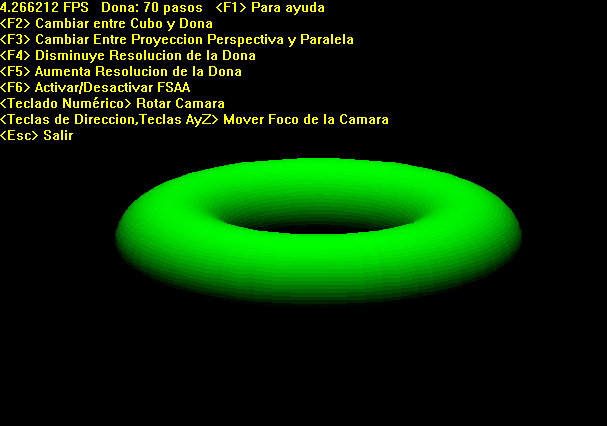 4.266212 FPS   Dona: 70 pasos   <F1> Para ayuda
<F2> Cambiar entre Cubo y Dona
<F3> Cambiar Entre Proyeccion Perspectiva y Paralela
<F4> Disminuye Resolucion de la Dona
<F5> Aumenta Resolucion de la Dona
<F6> Activar/Desactivar FSAA
<Teclado Numérico> Rotar Camara
<Teclas de Direccion,Teclas AyZ> Mover Foco de la Camara
<Esc> Salir